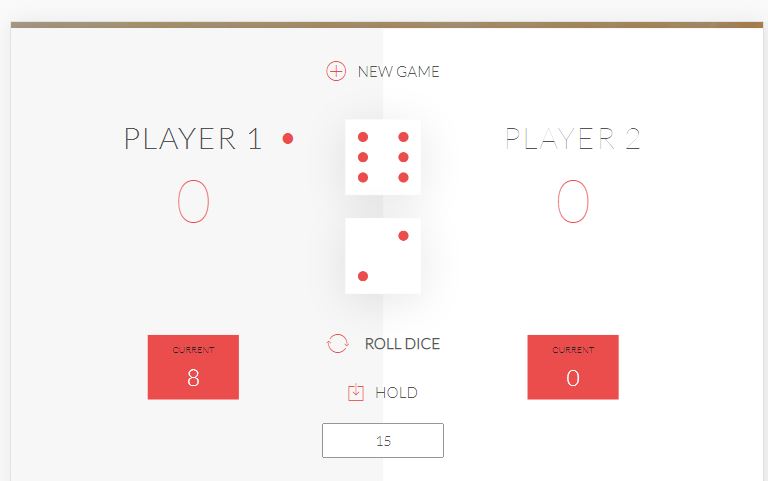 NEW GAME
PLAYER 1
PLAYER 2
0
0
ROLL DICE
CURRENT
8
CURRENT
0
HOLD
15